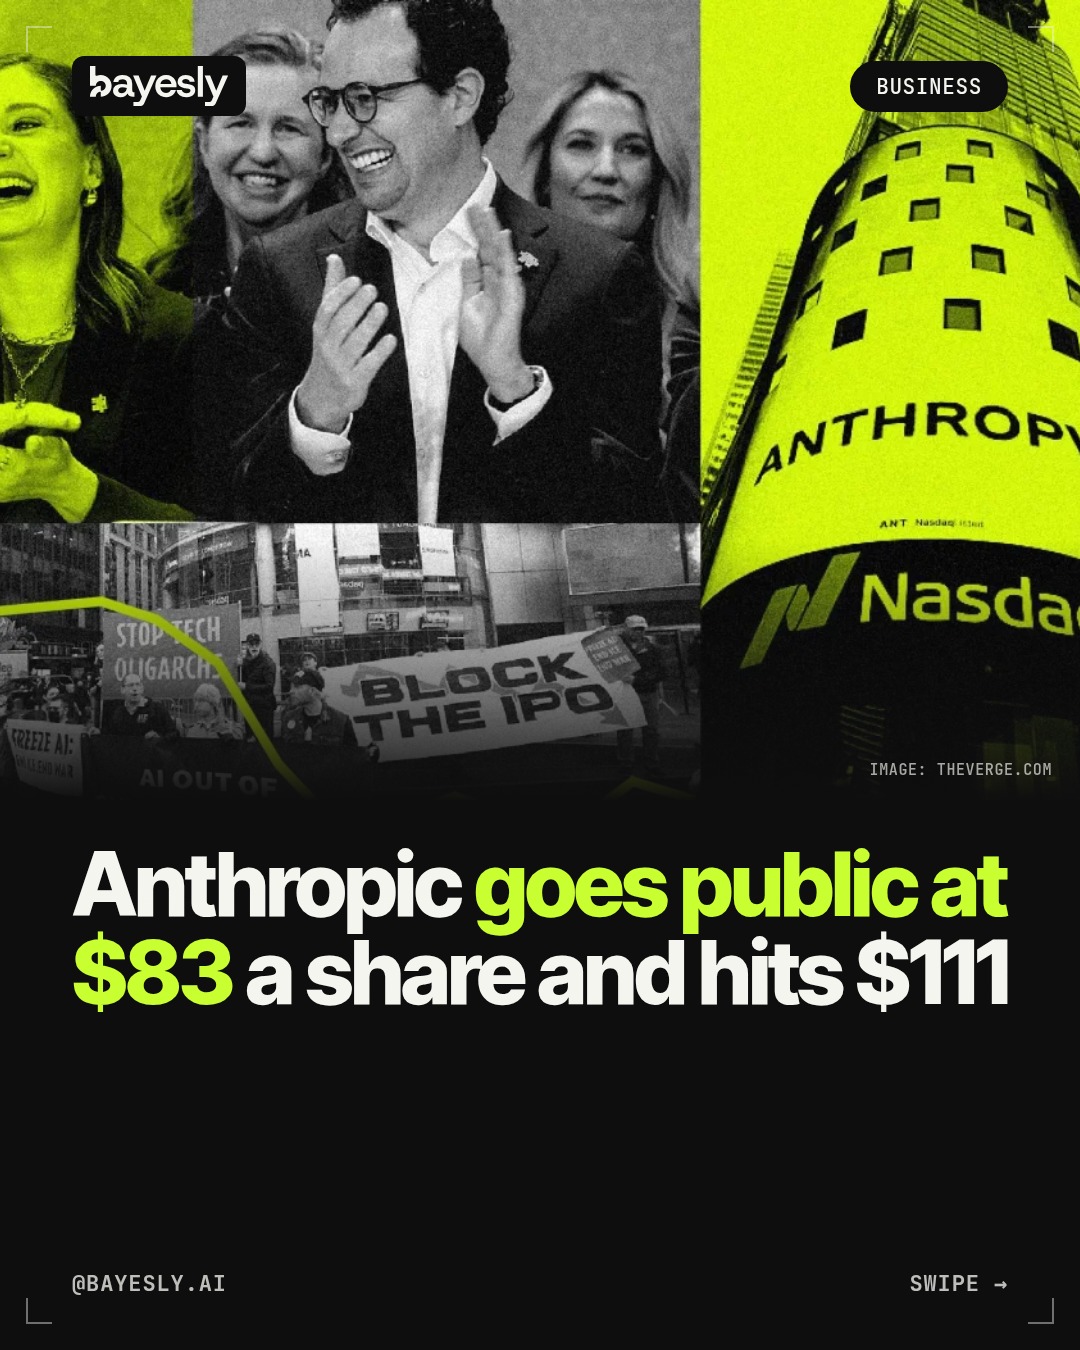 bayesly
BUSINESS
ANTHROP
ANT Nasdaq
Nasda
STOP TECH
OLIGARCHS
BLOCK
THE IPO
FREEZE AI:
AI OUT OF
IMAGE: THEVERGE.COM
Anthropic goes public at
$83 a share and hits $111
@BAYESLY.AI
SWIPE →